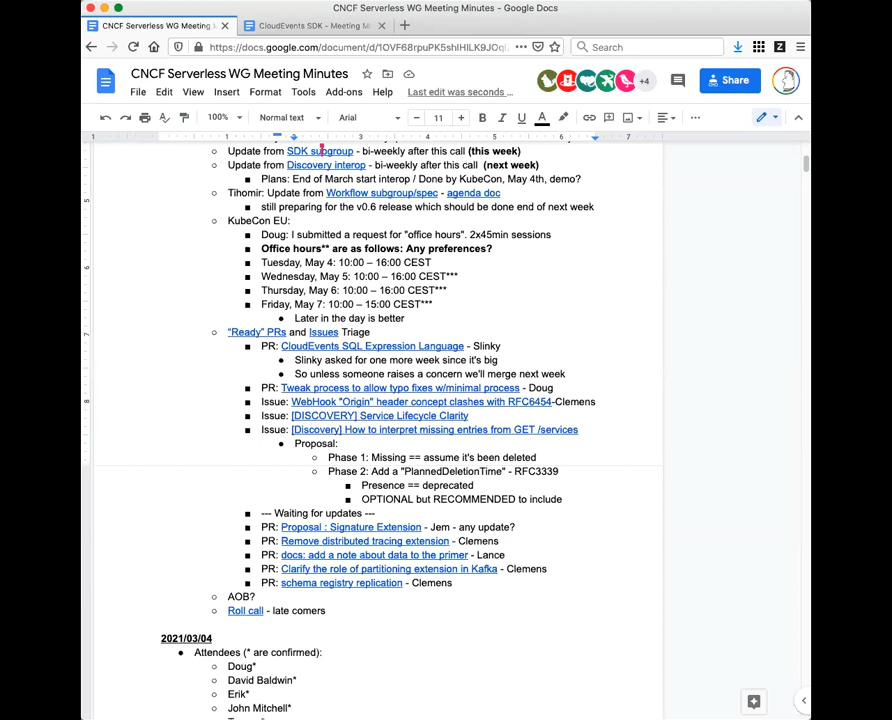 CNCF Serverless WG Meeting Minutes - Google Docs
CNCF Serverless WG Meeting
CloudEvents SDK - Meeting Mi
https://docs.google.com/document/d/1OVF68rpuPK5shIHILK9JOql
Search
CNCF Serverless WG Meeting Minutes
+4
Share
File Edit View Insert Format Tools Add-ons Help Last edit was seconds ...
100% Normal text Arial 11 B I U A
1 1 2 3 4 5 6 7
Update from SDK subgroup - bi-weekly after this call (this week)
Update from Discovery interop - bi-weekly after this call (next week)
Plans: End of March start interop / Done by KubeCon, May 4th, demo?
Tihomir: Update from Workflow subgroup/spec - agenda doc
still preparing for the v0.6 release which should be done end of next week
KubeCon EU:
Doug: I submitted a request for "office hours". 2x45min sessions
Office hours** are as follows: Any preferences?
Tuesday, May 4: 10:00 – 16:00 CEST
Wednesday, May 5: 10:00 – 16:00 CEST***
Thursday, May 6: 10:00 – 16:00 CEST***
Friday, May 7: 10:00 – 15:00 CEST***
Later in the day is better
"Ready" PRs and Issues Triage
PR: CloudEvents SQL Expression Language - Slinky
Slinky asked for one more week since it's big
So unless someone raises a concern we'll merge next week
PR: Tweak process to allow typo fixes w/minimal process - Doug
Issue: WebHook "Origin" header concept clashes with RFC6454-Clemens
Issue: [DISCOVERY] Service Lifecycle Clarity
Issue: [Discovery] How to interpret missing entries from GET /services
Proposal:
Phase 1: Missing == assume it's been deleted
Phase 2: Add a "PlannedDeletionTime" - RFC3339
Presence == deprecated
OPTIONAL but RECOMMENDED to include
--- Waiting for updates ---
PR: Proposal : Signature Extension - Jem - any update?
PR: Remove distributed tracing extension - Clemens
PR: docs: add a note about data to the primer - Lance
PR: Clarify the role of partitioning extension in Kafka - Clemens
PR: schema registry replication - Clemens
AOB?
Roll call - late comers
2021/03/04
Attendees (* are confirmed):
Doug*
David Baldwin*
Erik*
John Mitchell*
5
6
7
8